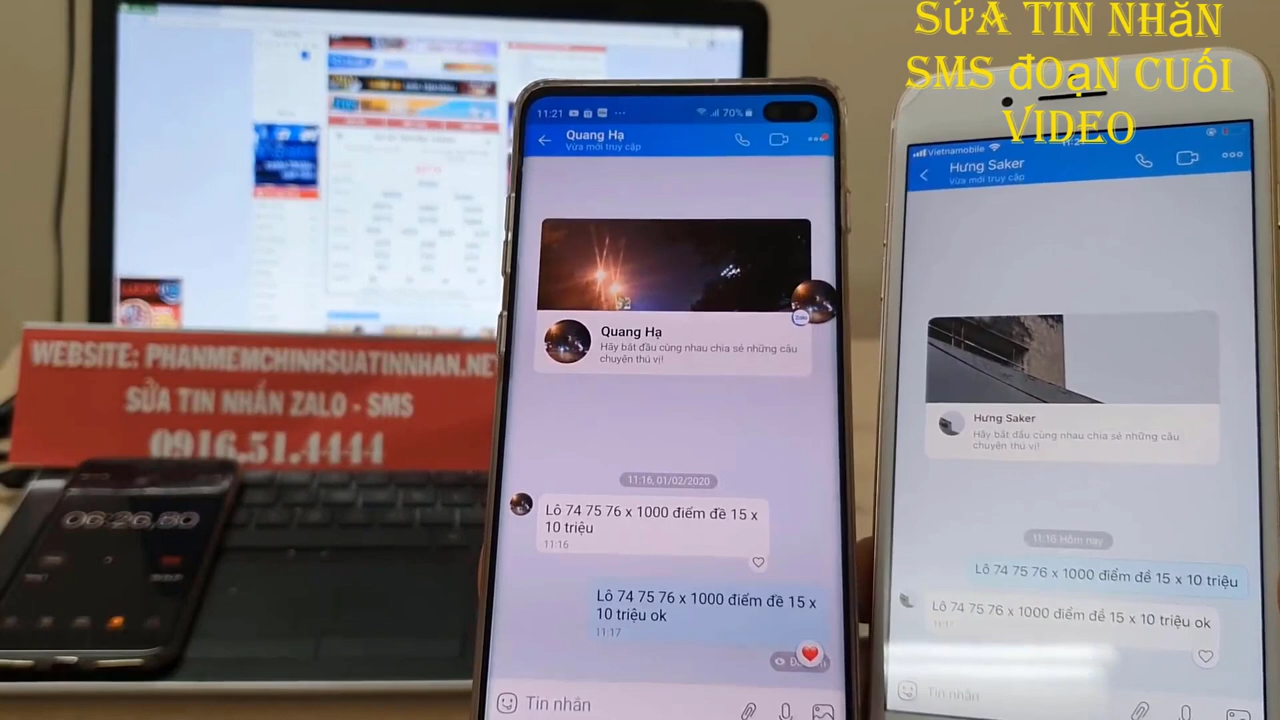 SỬA TIN NHẮN
SMS ĐOẠN CUỐI
VIDEO
WEBSITE: PHANMEMCHINHSUATINNHAN.NE
SỬA TIN NHẮN ZALO - SMS
0916.51.4444
06:26,80
11:21
70%
Quang Hạ
Vừa mới truy cập
Quang Hạ
Hãy bắt đầu cùng nhau chia sẻ những câu
chuyện thú vị!
11:16, 01/02/2020
Lô 74 75 76 x 1000 điểm đề 15 x
10 triệu
11:16
Lô 74 75 76 x 1000 điểm đề 15 x
10 triệu ok
11:17
Tin nhắn
Vietnamobile
Hưng Saker
Vừa mới truy cập
Hưng Saker
Hãy bắt đầu cùng nhau chia sẻ những câu
chuyện thú vị!
11:16 Hôm nay
Lô 74 75 76 x 1000 điểm đề 15 x 10 triệu
Lô 74 75 76 x 1000 điểm đề 15 x 10 triệu ok
11:17
Tin nhắn